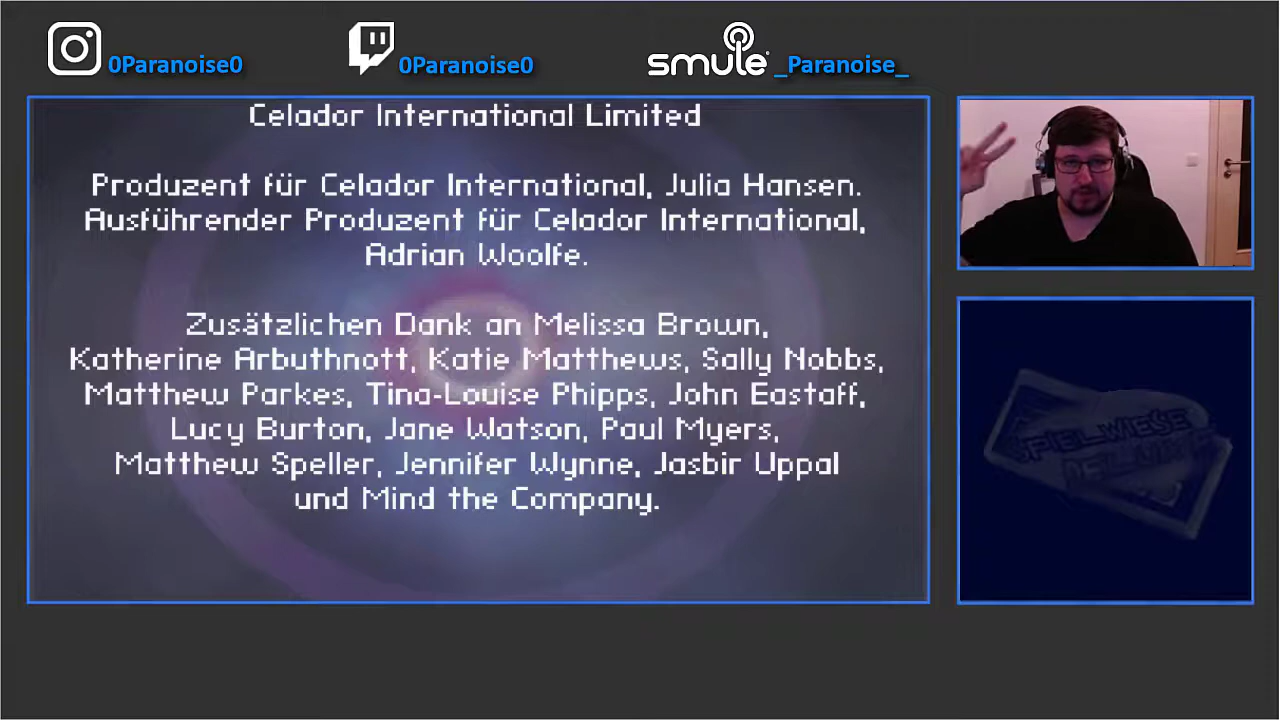 0Paranoise0
0Paranoise0
smule
_Paranoise_
Celador International Limited
Produzent für Celador International, Julia Hansen.
Ausführender Produzent für Celador International,
Adrian Woolfe.
Zusätzlichen Dank an Melissa Brown,
Katherine Arbuthnott, Katie Matthews, Sally Nobbs,
Matthew Parkes, Tina-Louise Phipps, John Eastaff,
Lucy Burton, Jane Watson, Paul Myers,
Matthew Speller, Jennifer Wynne, Jasbir Uppal
und Mind the Company.
SPIEL WIESE